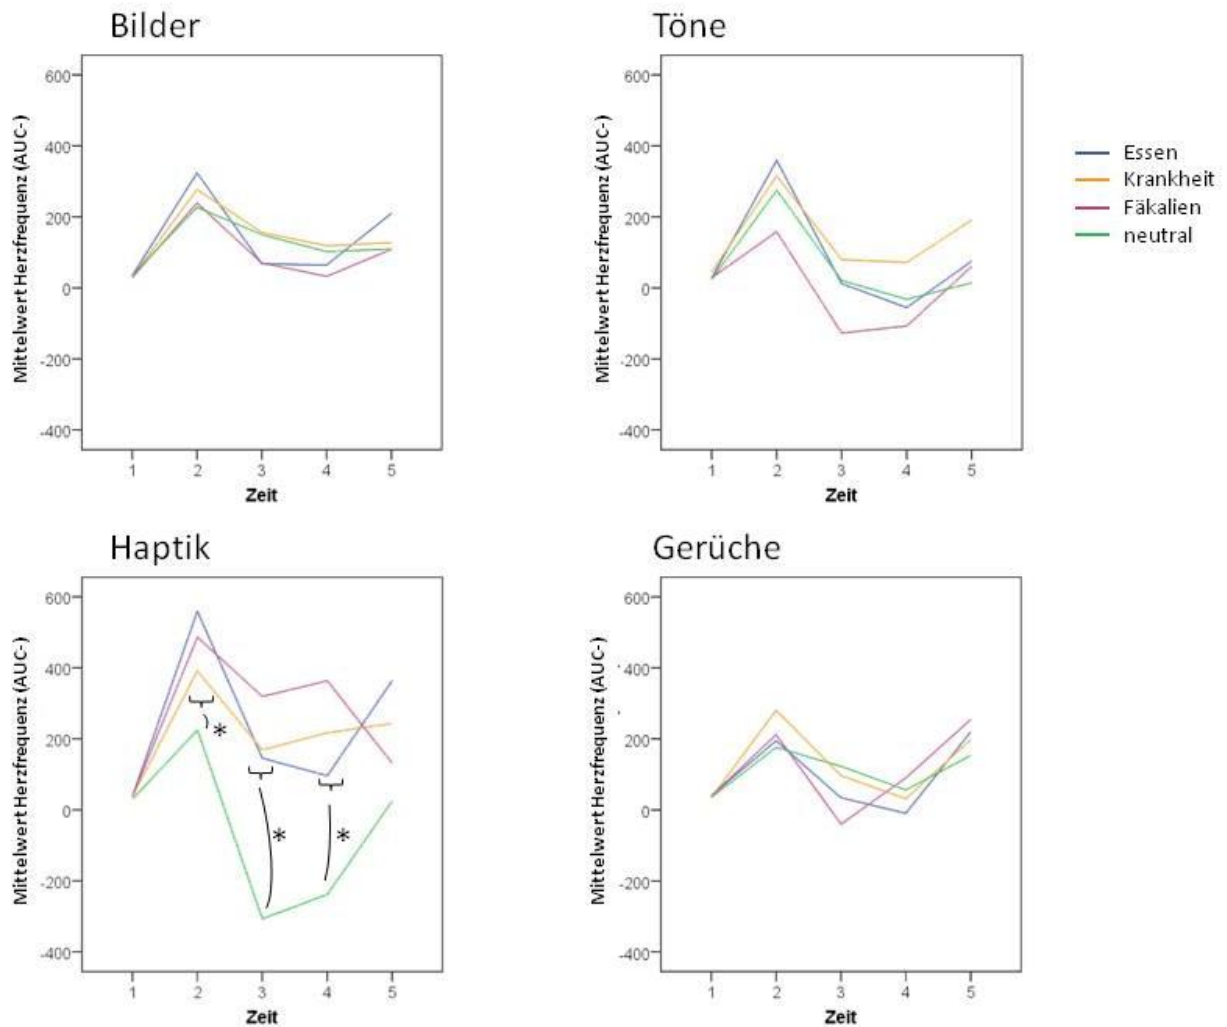 Bilder
Mittelwert Herzfrequenz (AUC-)
600
400
200
0
-200
-400
1 2 3 4 5
Zeit
Töne
Mittelwert Herzfrequenz (AUC-)
600
400
200
0
-200
-400
1 2 3 4 5
Zeit
Essen
Krankheit
Fäkalien
neutral
Haptik
Mittelwert Herzfrequenz (AUC-)
600
400
200
0
-200
-400
*
*
*
1 2 3 4 5
Zeit
Gerüche
Mittelwert Herzfrequenz (AUC-)
600
400
200
0
-200
-400
1 2 3 4 5
Zeit